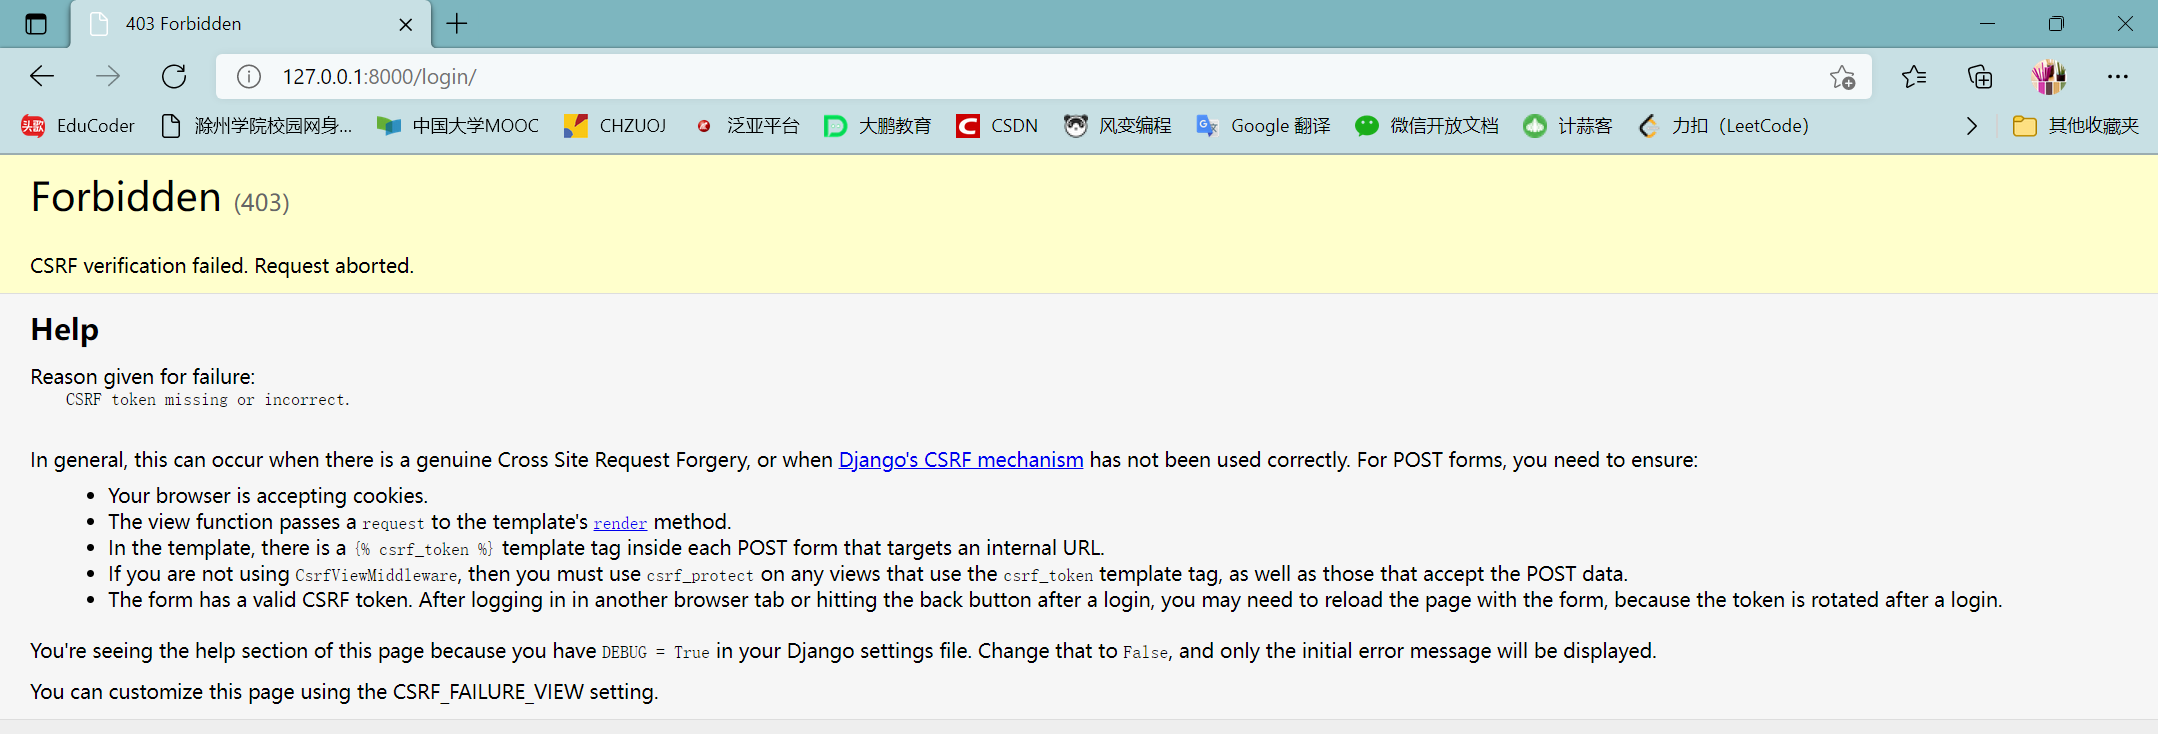 403 Forbidden
127.0.0.1:8000/login/
头歌 EduCoder 滁州学院校园网身... 中国大学MOOC CHZUOJ 泛亚平台 大鹏教育 CSDN 风变编程 Google 翻译 微信开放文档 计蒜客 力扣（LeetCode） 其他收藏夹
Forbidden (403)
CSRF verification failed. Request aborted.
Help
Reason given for failure:
CSRF token missing or incorrect.
In general, this can occur when there is a genuine Cross Site Request Forgery, or when Django's CSRF mechanism has not been used correctly. For POST forms, you need to ensure:
• Your browser is accepting cookies.
• The view function passes a request to the template's render method.
• In the template, there is a {% csrf_token %} template tag inside each POST form that targets an internal URL.
• If you are not using CsrfViewMiddleware, then you must use csrf_protect on any views that use the csrf_token template tag, as well as those that accept the POST data.
• The form has a valid CSRF token. After logging in in another browser tab or hitting the back button after a login, you may need to reload the page with the form, because the token is rotated after a login.
You're seeing the help section of this page because you have DEBUG = True in your Django settings file. Change that to False, and only the initial error message will be displayed.
You can customize this page using the CSRF_FAILURE_VIEW setting.